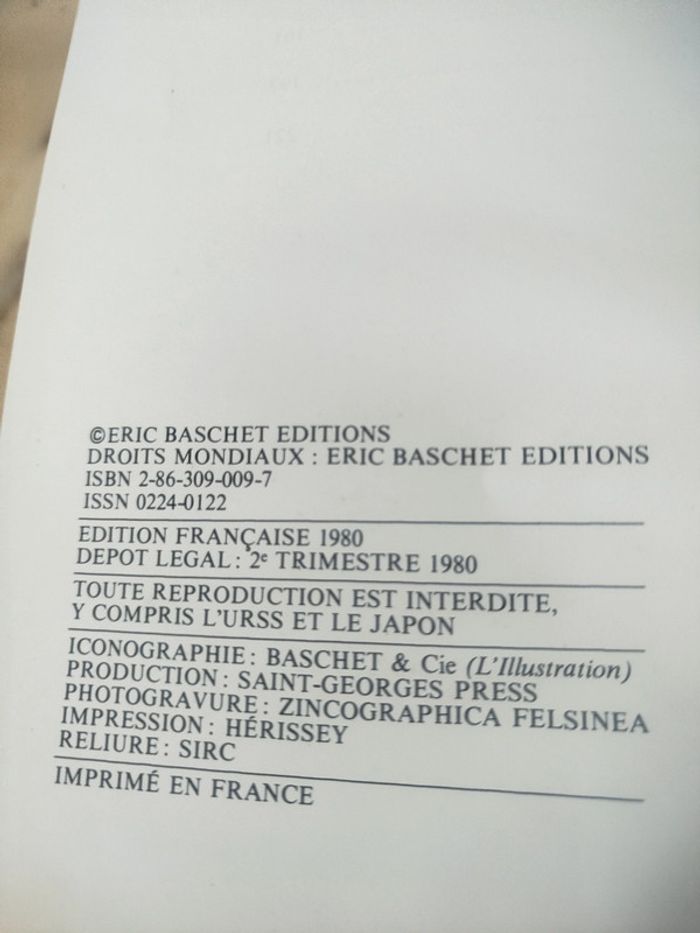 ©ERIC BASCHET EDITIONS
DROITS MONDIAUX : ERIC BASCHET EDITIONS
ISBN 2-86-309-009-7
ISSN 0224-0122
EDITION FRANÇAISE 1980
DEPOT LEGAL : 2e TRIMESTRE 1980
TOUTE REPRODUCTION EST INTERDITE,
Y COMPRIS L'URSS ET LE JAPON
ICONOGRAPHIE : BASCHET & Cie (L'Illustration)
PRODUCTION : SAINT-GEORGES PRESS
PHOTOGRAVURE : ZINCOGRAPHICA FELSINEA
IMPRESSION : HÉRISSEY
RELIURE : SIRC
IMPRIMÉ EN FRANCE